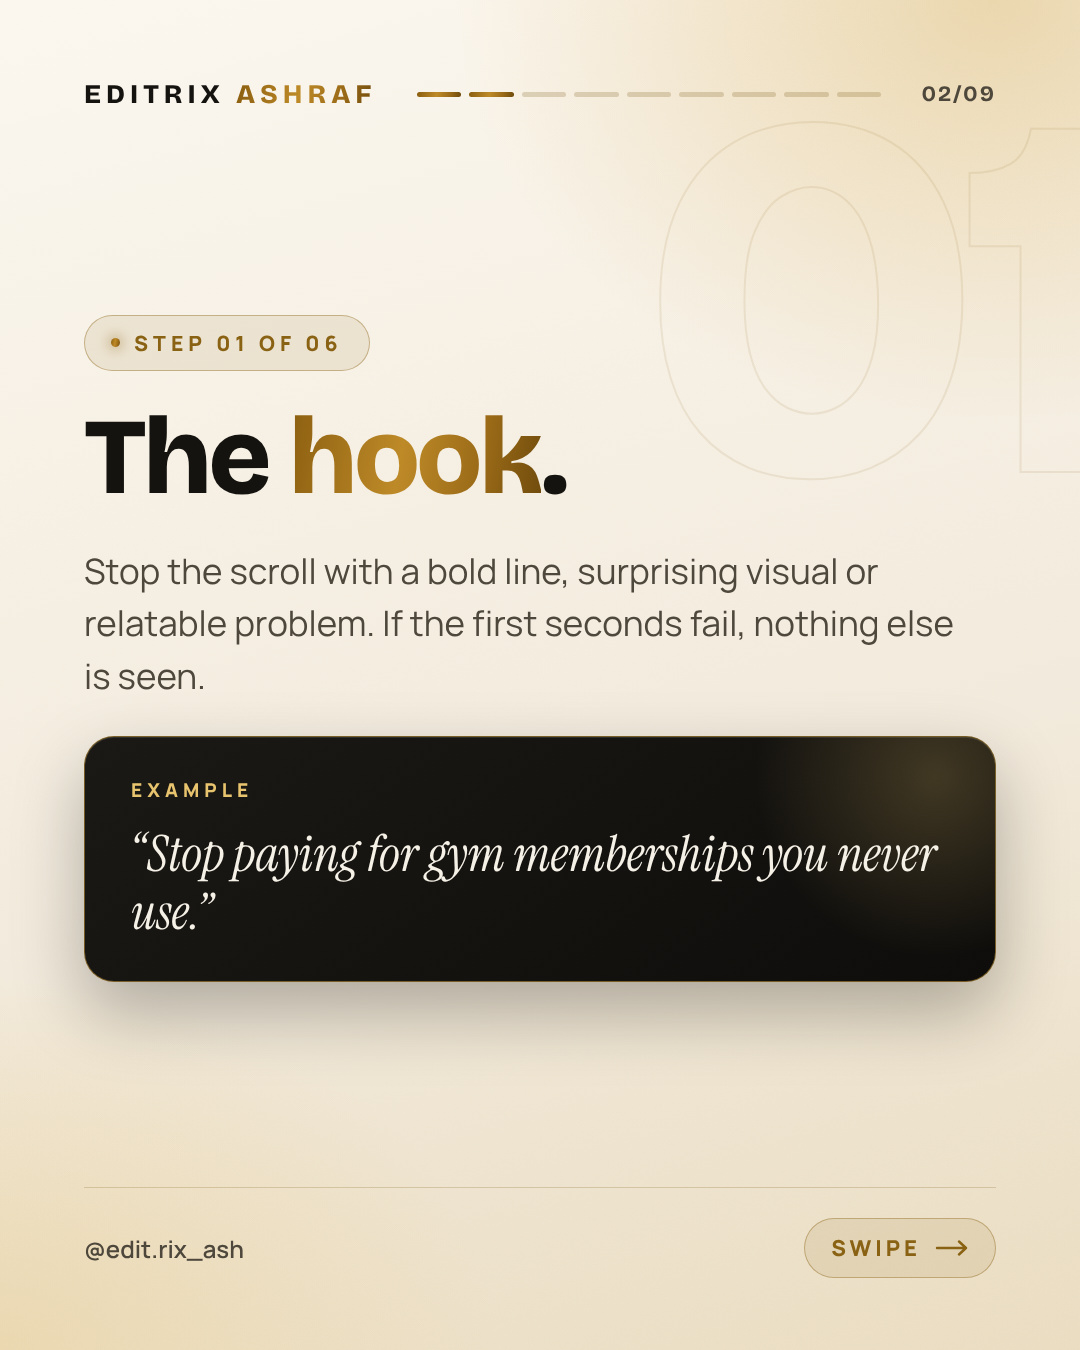 EDITRIX ASHRAF 02/09
01
STEP 01 OF 06
The hook.
Stop the scroll with a bold line, surprising visual or
relatable problem. If the first seconds fail, nothing else
is seen.
EXAMPLE
“Stop paying for gym memberships you never
use.”
@edit.rix_ash
SWIPE →